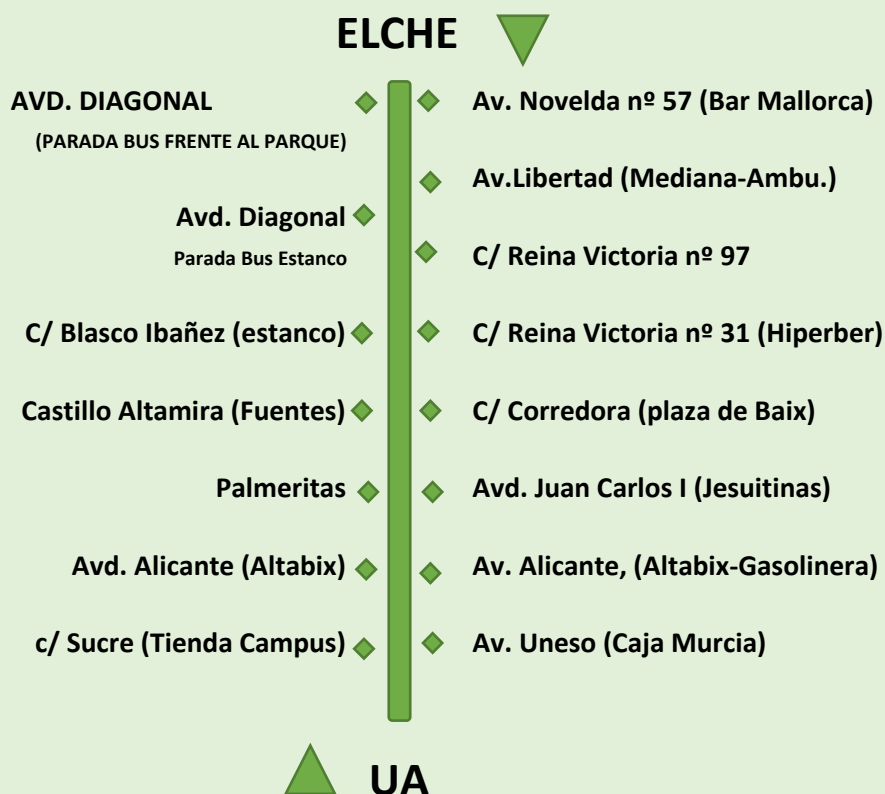 ELCHE
AVD. DIAGONAL
(PARADA BUS FRENTE AL PARQUE)
Avd. Diagonal
Parada Bus Estanco
C/ Blasco Ibañez (estanco)
Castillo Altamira (Fuentes)
Palmeritas
Avd. Alicante (Altabix)
c/ Sucre (Tienda Campus)
Av. Novelda nº 57 (Bar Mallorca)
Av.Libertad (Mediana-Ambu.)
C/ Reina Victoria nº 97
C/ Reina Victoria nº 31 (Hiperber)
C/ Corredora (plaza de Baix)
Avd. Juan Carlos I (Jesuitinas)
Av. Alicante, (Altabix-Gasolinera)
Av. Uneso (Caja Murcia)
UA